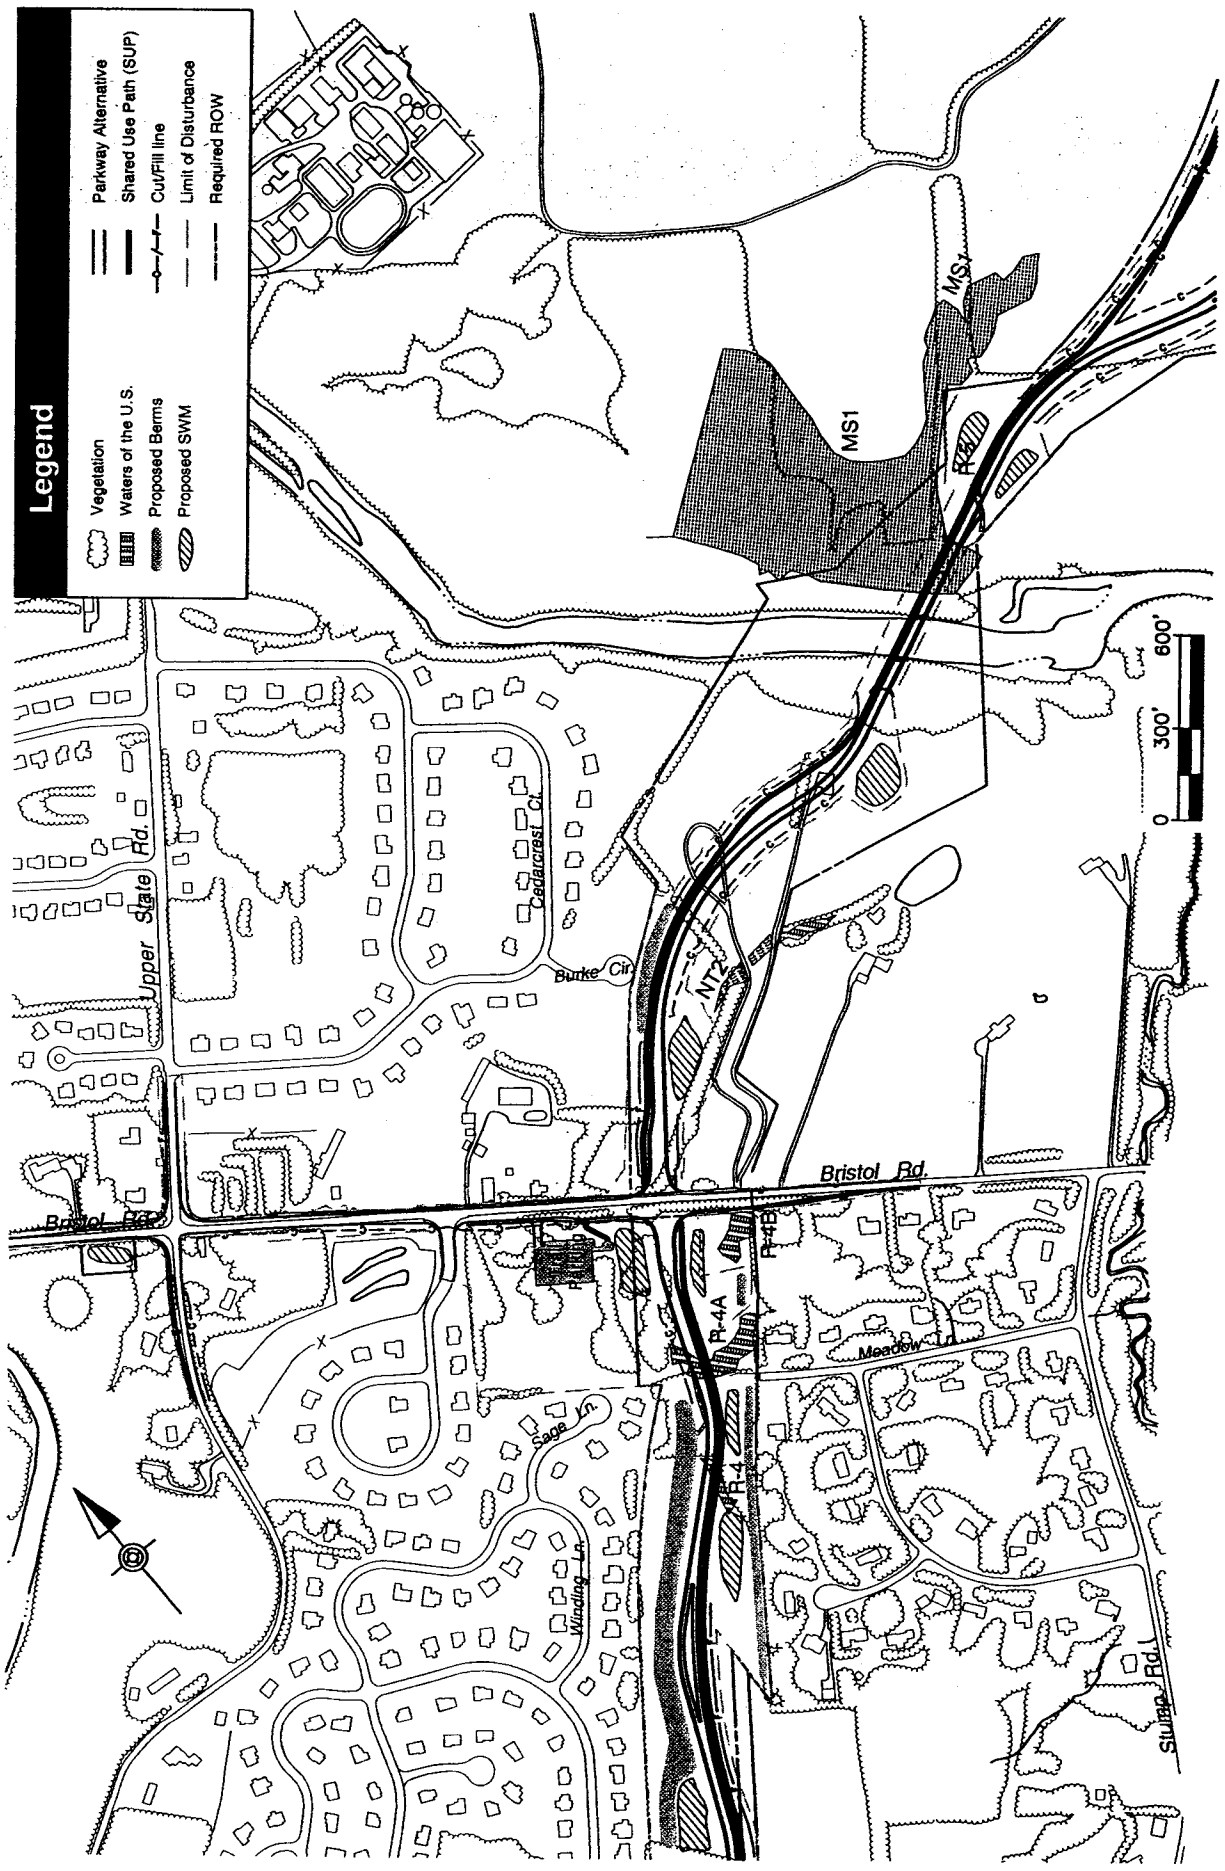 Legend
Vegetation
Waters of the U.S.
Proposed Berms
Proposed SWM
Parkway Alternative
Shared Use Path (SUP)
Cut/Fill line
Limit of Disturbance
Required ROW
MS1
MS1
Upper State Rd.
Cedarcrest Ct.
Burke Cir.
NT2
Bristol Rd.
Bristol Rd.
R-4B
R-4A
R-4
Meadow Ln.
Sage Ln.
Winding Ln.
Stump Rd.
0 300' 600'